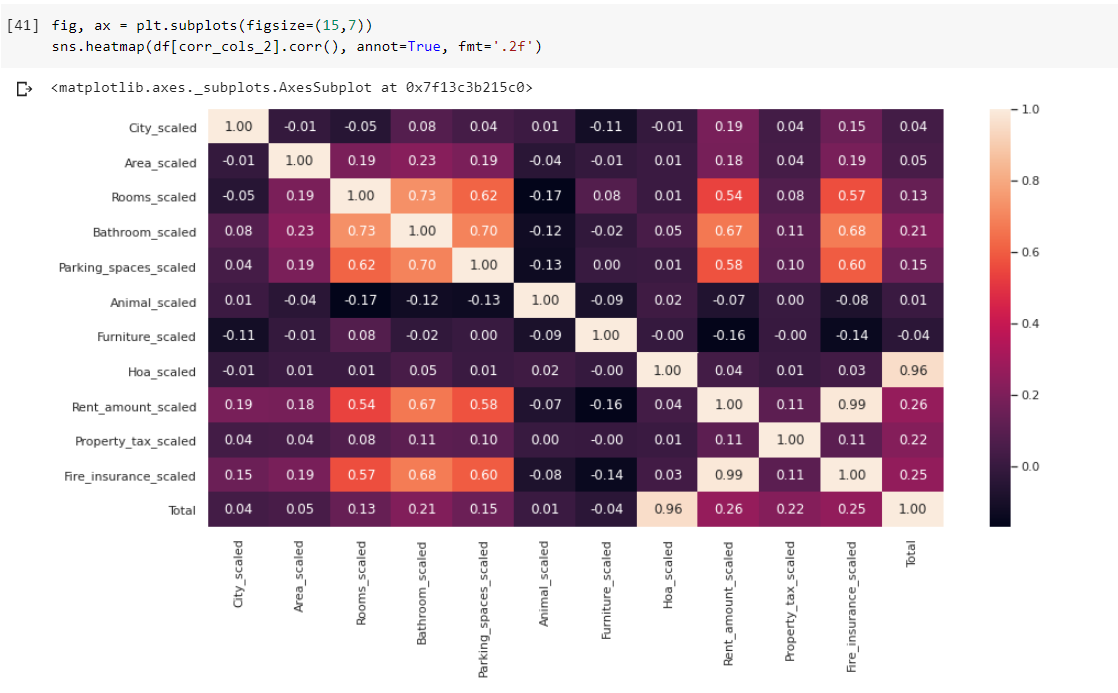 [41] fig, ax = plt.subplots(figsize=(15,7))
sns.heatmap(df[corr_cols_2].corr(), annot=True, fmt='.2f')
<matplotlib.axes._subplots.AxesSubplot at 0x7f13c3b215c0>
City_scaled 1.00 -0.01 -0.05 0.08 0.04 0.01 -0.11 -0.01 0.19 0.04 0.15 0.04
Area_scaled -0.01 1.00 0.19 0.23 0.19 -0.04 -0.01 0.01 0.18 0.04 0.19 0.05
Rooms_scaled -0.05 0.19 1.00 0.73 0.62 -0.17 0.08 0.01 0.54 0.08 0.57 0.13
Bathroom_scaled 0.08 0.23 0.73 1.00 0.70 -0.12 -0.02 0.05 0.67 0.11 0.68 0.21
Parking_spaces_scaled 0.04 0.19 0.62 0.70 1.00 -0.13 0.00 0.01 0.58 0.10 0.60 0.15
Animal_scaled 0.01 -0.04 -0.17 -0.12 -0.13 1.00 -0.09 0.02 -0.07 0.00 -0.08 0.01
Furniture_scaled -0.11 -0.01 0.08 -0.02 0.00 -0.09 1.00 -0.00 -0.16 -0.00 -0.14 -0.04
Hoa_scaled -0.01 0.01 0.01 0.05 0.01 0.02 -0.00 1.00 0.04 0.01 0.03 0.96
Rent_amount_scaled 0.19 0.18 0.54 0.67 0.58 -0.07 -0.16 0.04 1.00 0.11 0.99 0.26
Property_tax_scaled 0.04 0.04 0.08 0.11 0.10 0.00 -0.00 0.01 0.11 1.00 0.11 0.22
Fire_insurance_scaled 0.15 0.19 0.57 0.68 0.60 -0.08 -0.14 0.03 0.99 0.11 1.00 0.25
Total 0.04 0.05 0.13 0.21 0.15 0.01 -0.04 0.96 0.26 0.22 0.25 1.00
City_scaled
Area_scaled
Rooms_scaled
Bathroom_scaled
Parking_spaces_scaled
Animal_scaled
Furniture_scaled
Hoa_scaled
Rent_amount_scaled
Property_tax_scaled
Fire_insurance_scaled
Total
1.0
0.8
0.6
0.4
0.2
0.0